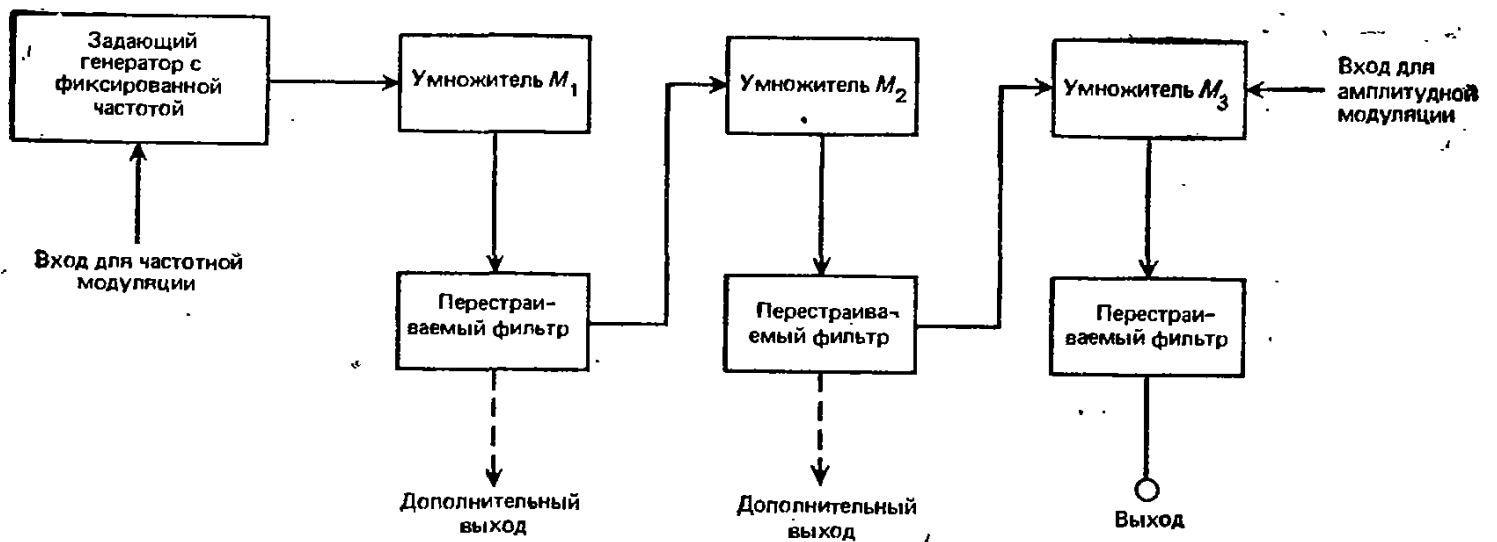 Задающий
генератор с
фиксированной
частотой
Умножитель M1
Умножитель M2
Умножитель M3
Вход для
амплитудной
модуляции
Вход для частотной
модуляции
Перестраи-
ваемый фильтр
Перестраива-
емый фильтр
Перестраи-
ваемый фильтр
Дополнительный
выход
Дополнительный
выход
Выход